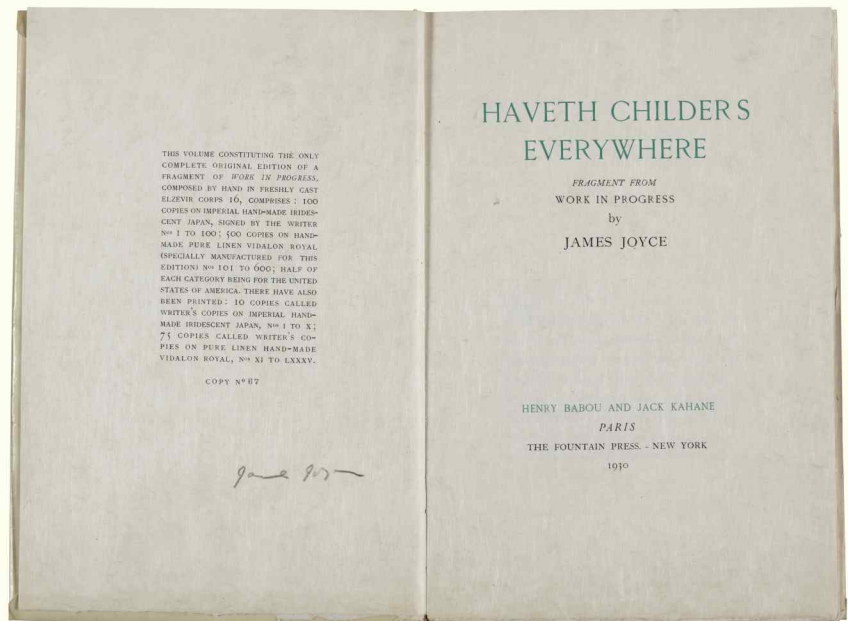 THIS VOLUME CONSTITUTING THE ONLY
COMPLETE ORIGINAL EDITION OF A
FRAGMENT OF WORK IN PROGRESS,
COMPOSED BY HAND IN FRESHLY CAST
ELZEVIR CORPS 16, COMPRISES : 100
COPIES ON IMPERIAL HAND-MADE IRIDES-
CENT JAPAN, SIGNED BY THE WRITER
Nos 1 TO 100 ; 500 COPIES ON HAND-
MADE PURE LINEN VIDALON ROYAL
(SPECIALLY MANUFACTURED FOR THIS
EDITION) Nos 101 TO 600 ; HALF OF
EACH CATEGORY BEING FOR THE UNITED
STATES OF AMERICA. THERE HAVE ALSO
BEEN PRINTED : 10 COPIES CALLED
WRITER'S COPIES ON IMPERIAL HAND-
MADE IRIDESCENT JAPAN, Nos I TO X ;
75 COPIES CALLED WRITER'S CO-
PIES ON PURE LINEN HAND-MADE
VIDALON ROYAL, Nos XI TO LXXXV.
COPY No 67
James Joyce
HAVETH CHILDERS
EVERYWHERE
FRAGMENT FROM
WORK IN PROGRESS
by
JAMES JOYCE
HENRY BABOU AND JACK KAHANE
PARIS
THE FOUNTAIN PRESS. - NEW YORK
1930